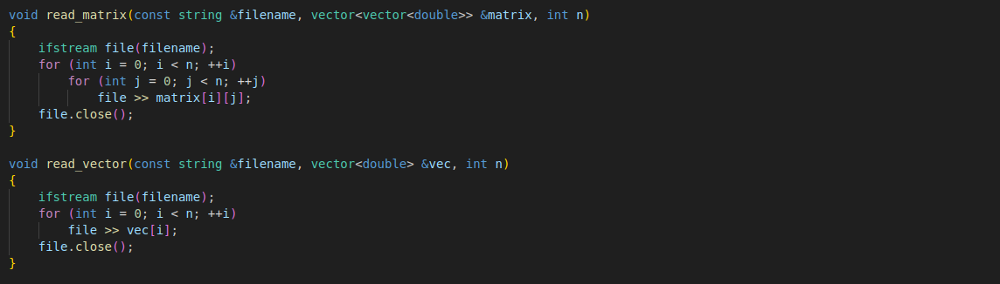 void read_matrix(const string &filename, vector<vector<double>> &matrix, int n)
{
    ifstream file(filename);
    for (int i = 0; i < n; ++i)
        for (int j = 0; j < n; ++j)
            file >> matrix[i][j];
    file.close();
}

void read_vector(const string &filename, vector<double> &vec, int n)
{
    ifstream file(filename);
    for (int i = 0; i < n; ++i)
        file >> vec[i];
    file.close();
}